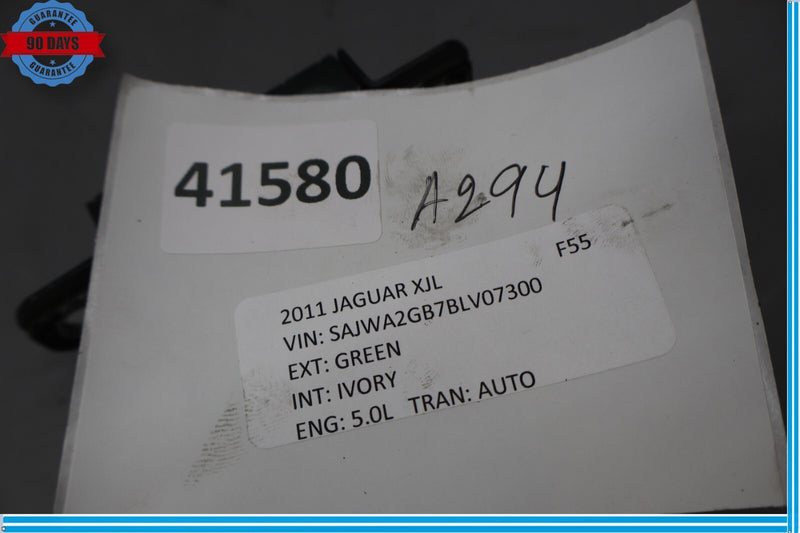 GUARANTEE
90 DAYS
GUARANTEE
41580
A294
F55
2011 JAGUAR XJL
VIN: SAJWA2GB7BLV07300
EXT: GREEN
INT: IVORY
ENG: 5.0L TRAN: AUTO